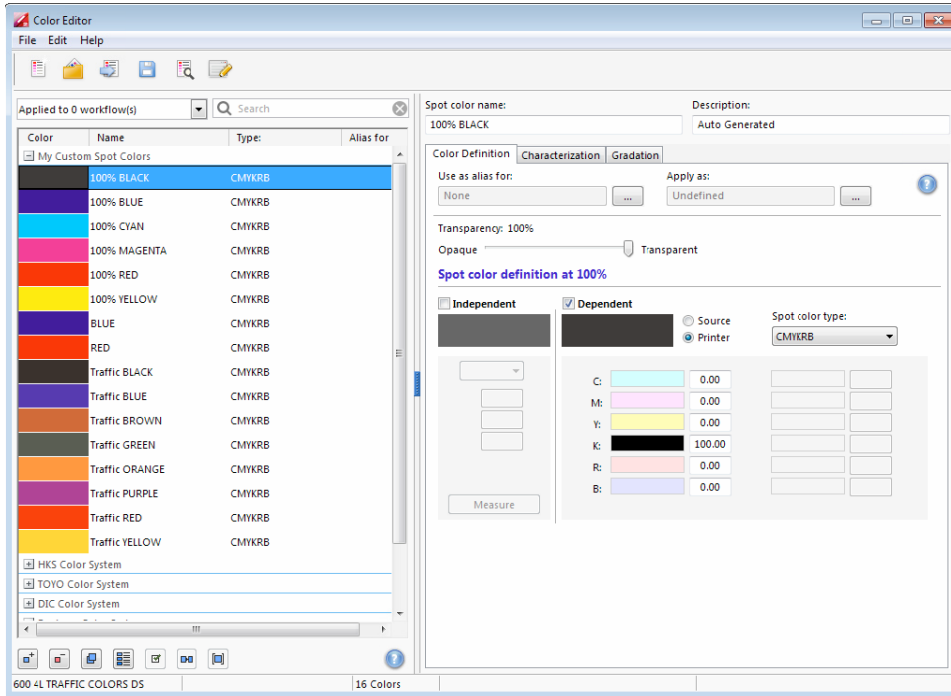 Color Editor
File Edit Help
Applied to 0 workflow(s) Search
Color Name Type: Alias for
My Custom Spot Colors
100% BLACK CMYKRB
100% BLUE CMYKRB
100% CYAN CMYKRB
100% MAGENTA CMYKRB
100% RED CMYKRB
100% YELLOW CMYKRB
BLUE CMYKRB
RED CMYKRB
Traffic BLACK CMYKRB
Traffic BLUE CMYKRB
Traffic BROWN CMYKRB
Traffic GREEN CMYKRB
Traffic ORANGE CMYKRB
Traffic PURPLE CMYKRB
Traffic RED CMYKRB
Traffic YELLOW CMYKRB
HKS Color System
TOYO Color System
DIC Color System
600 4L TRAFFIC COLORS DS 16 Colors
Spot color name: Description:
100% BLACK Auto Generated
Color Definition Characterization Gradation
Use as alias for: Apply as:
None ... Undefined ...
Transparency: 100%
Opaque Transparent
Spot color definition at 100%
Independent Dependent
Source
Printer
Spot color type:
CMYKRB
C: 0.00
M: 0.00
Y: 0.00
K: 100.00
R: 0.00
B: 0.00
Measure